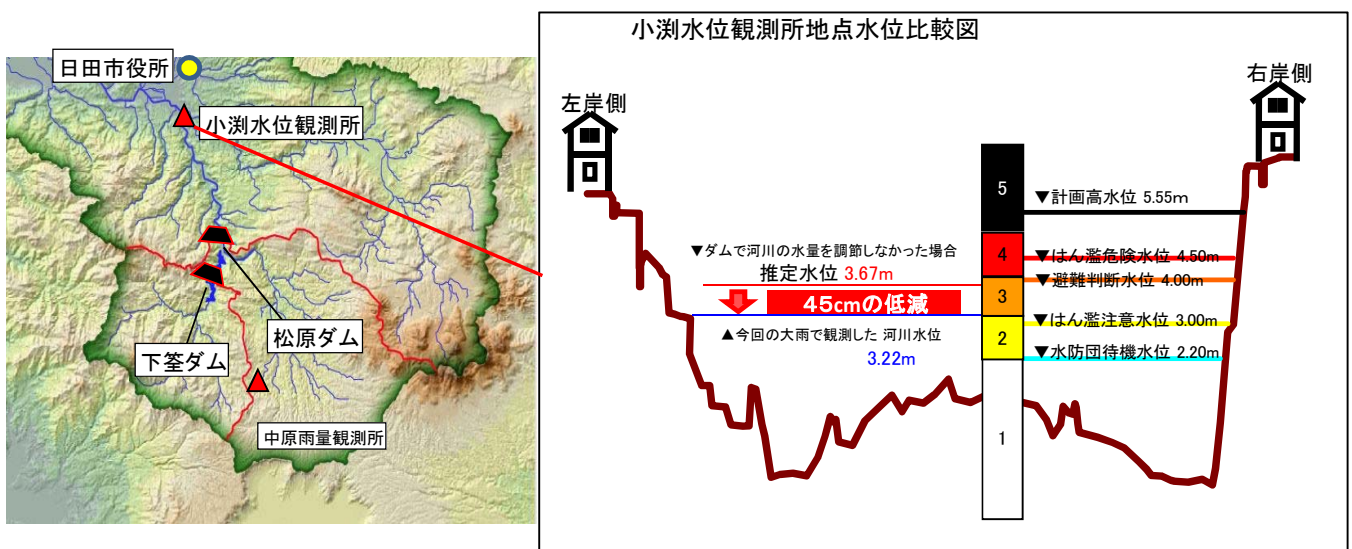 日田市役所
小渕水位観測所
松原ダム
下筌ダム
中原雨量観測所
小渕水位観測所地点水位比較図
左岸側
右岸側
5
▼計画高水位 5.55m
4
▼はん濫危険水位 4.50m
▼避難判断水位 4.00m
3
▼はん濫注意水位 3.00m
2
▼水防団待機水位 2.20m
1
▼ダムで河川の水量を調節しなかった場合
推定水位 3.67m
45cmの低減
▲今回の大雨で観測した 河川水位
3.22m